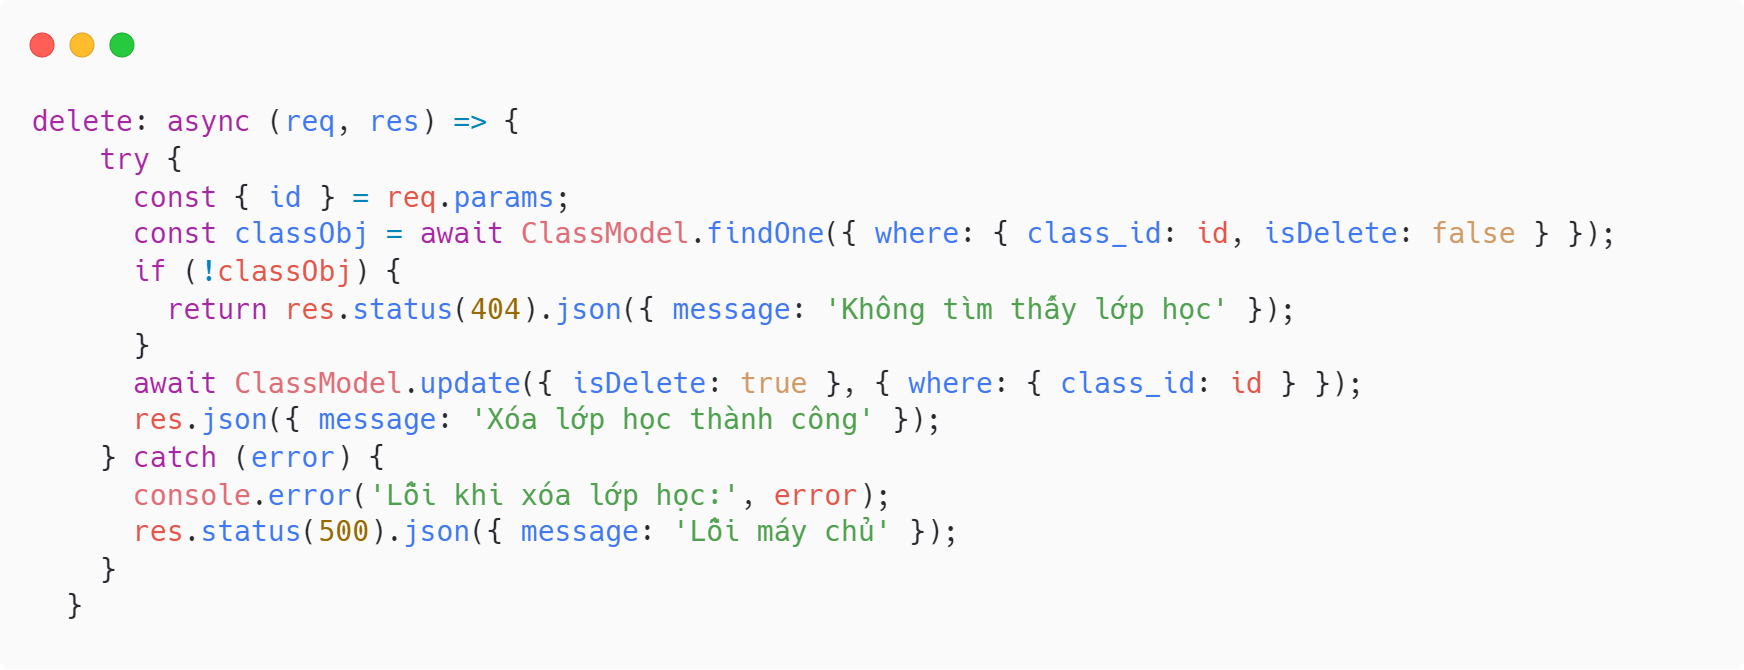 delete: async (req, res) => {
    try {
      const { id } = req.params;
      const classObj = await ClassModel.findOne({ where: { class_id: id, isDelete: false } });
      if (!classObj) {
        return res.status(404).json({ message: 'Không tìm thấy lớp học' });
      }
      await ClassModel.update({ isDelete: true }, { where: { class_id: id } });
      res.json({ message: 'Xóa lớp học thành công' });
    } catch (error) {
      console.error('Lỗi khi xóa lớp học:', error);
      res.status(500).json({ message: 'Lỗi máy chủ' });
    }
  }